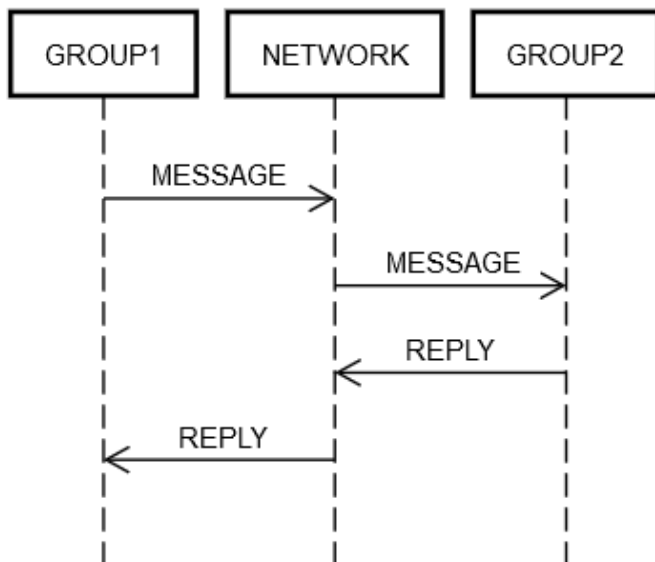 GROUP1 NETWORK GROUP2
MESSAGE
MESSAGE
REPLY
REPLY